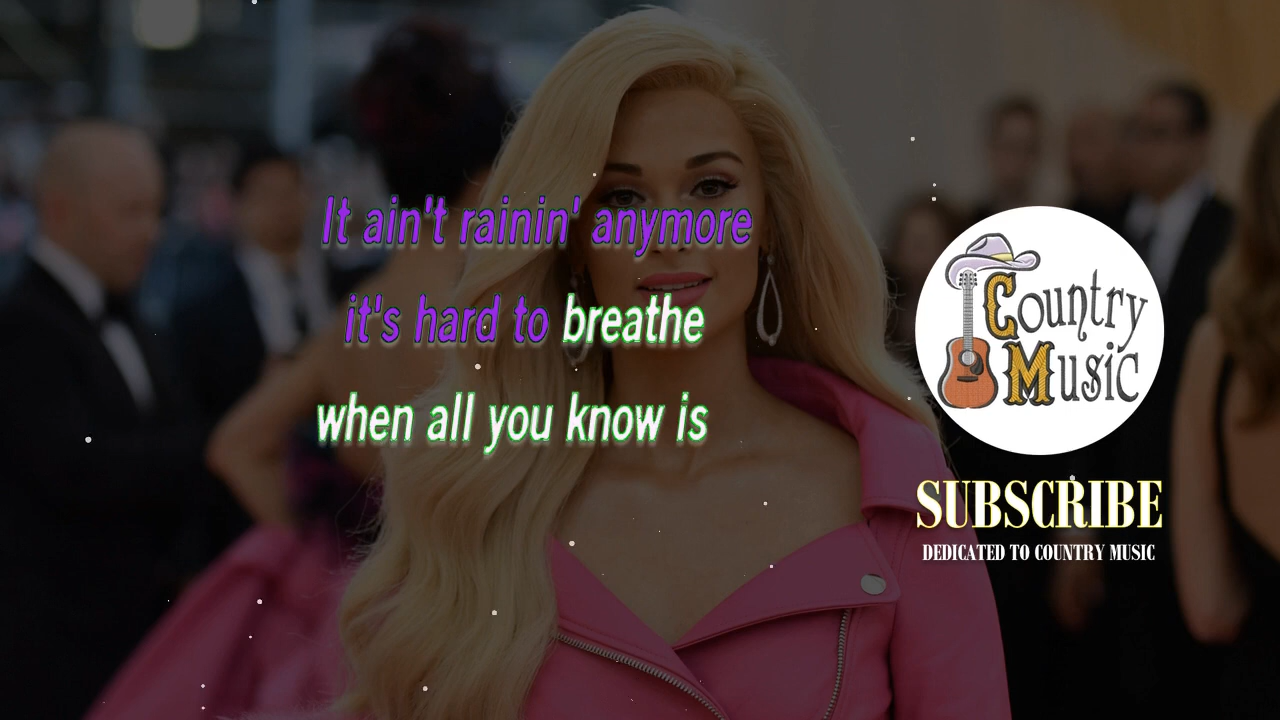 It ain't rainin' anymore
it's hard to breathe
when all you know is
Country
Music
SUBSCRIBE
DEDICATED TO COUNTRY MUSIC